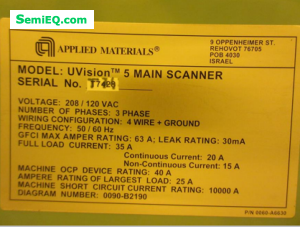 SemiEQ.com
APPLIED MATERIALS®
9 OPPENHEIMER ST.
REHOVOT 76705
POB 4030
ISRAEL
MODEL: UVision™ 5 MAIN SCANNER
SERIAL No.
VOLTAGE: 208 / 120 VAC
NUMBER OF PHASES: 3 PHASE
WIRING CONFIGURATION: 4 WIRE + GROUND
FREQUENCY: 50 / 60 Hz
GFCI MAX AMPER RATING: 63 A; LEAK RATING: 30mA
FULL LOAD CURRENT: 35 A
Continuous Current: 20 A
Non-Continuous Current: 15 A
MACHINE OCP DEVICE RATING: 40 A
AMPERE RATING OF LARGEST LOAD: 25 A
MACHINE SHORT CIRCUIT CURRENT RATING: 10000 A
DIAGRAM NUMBER: 0090-B2190